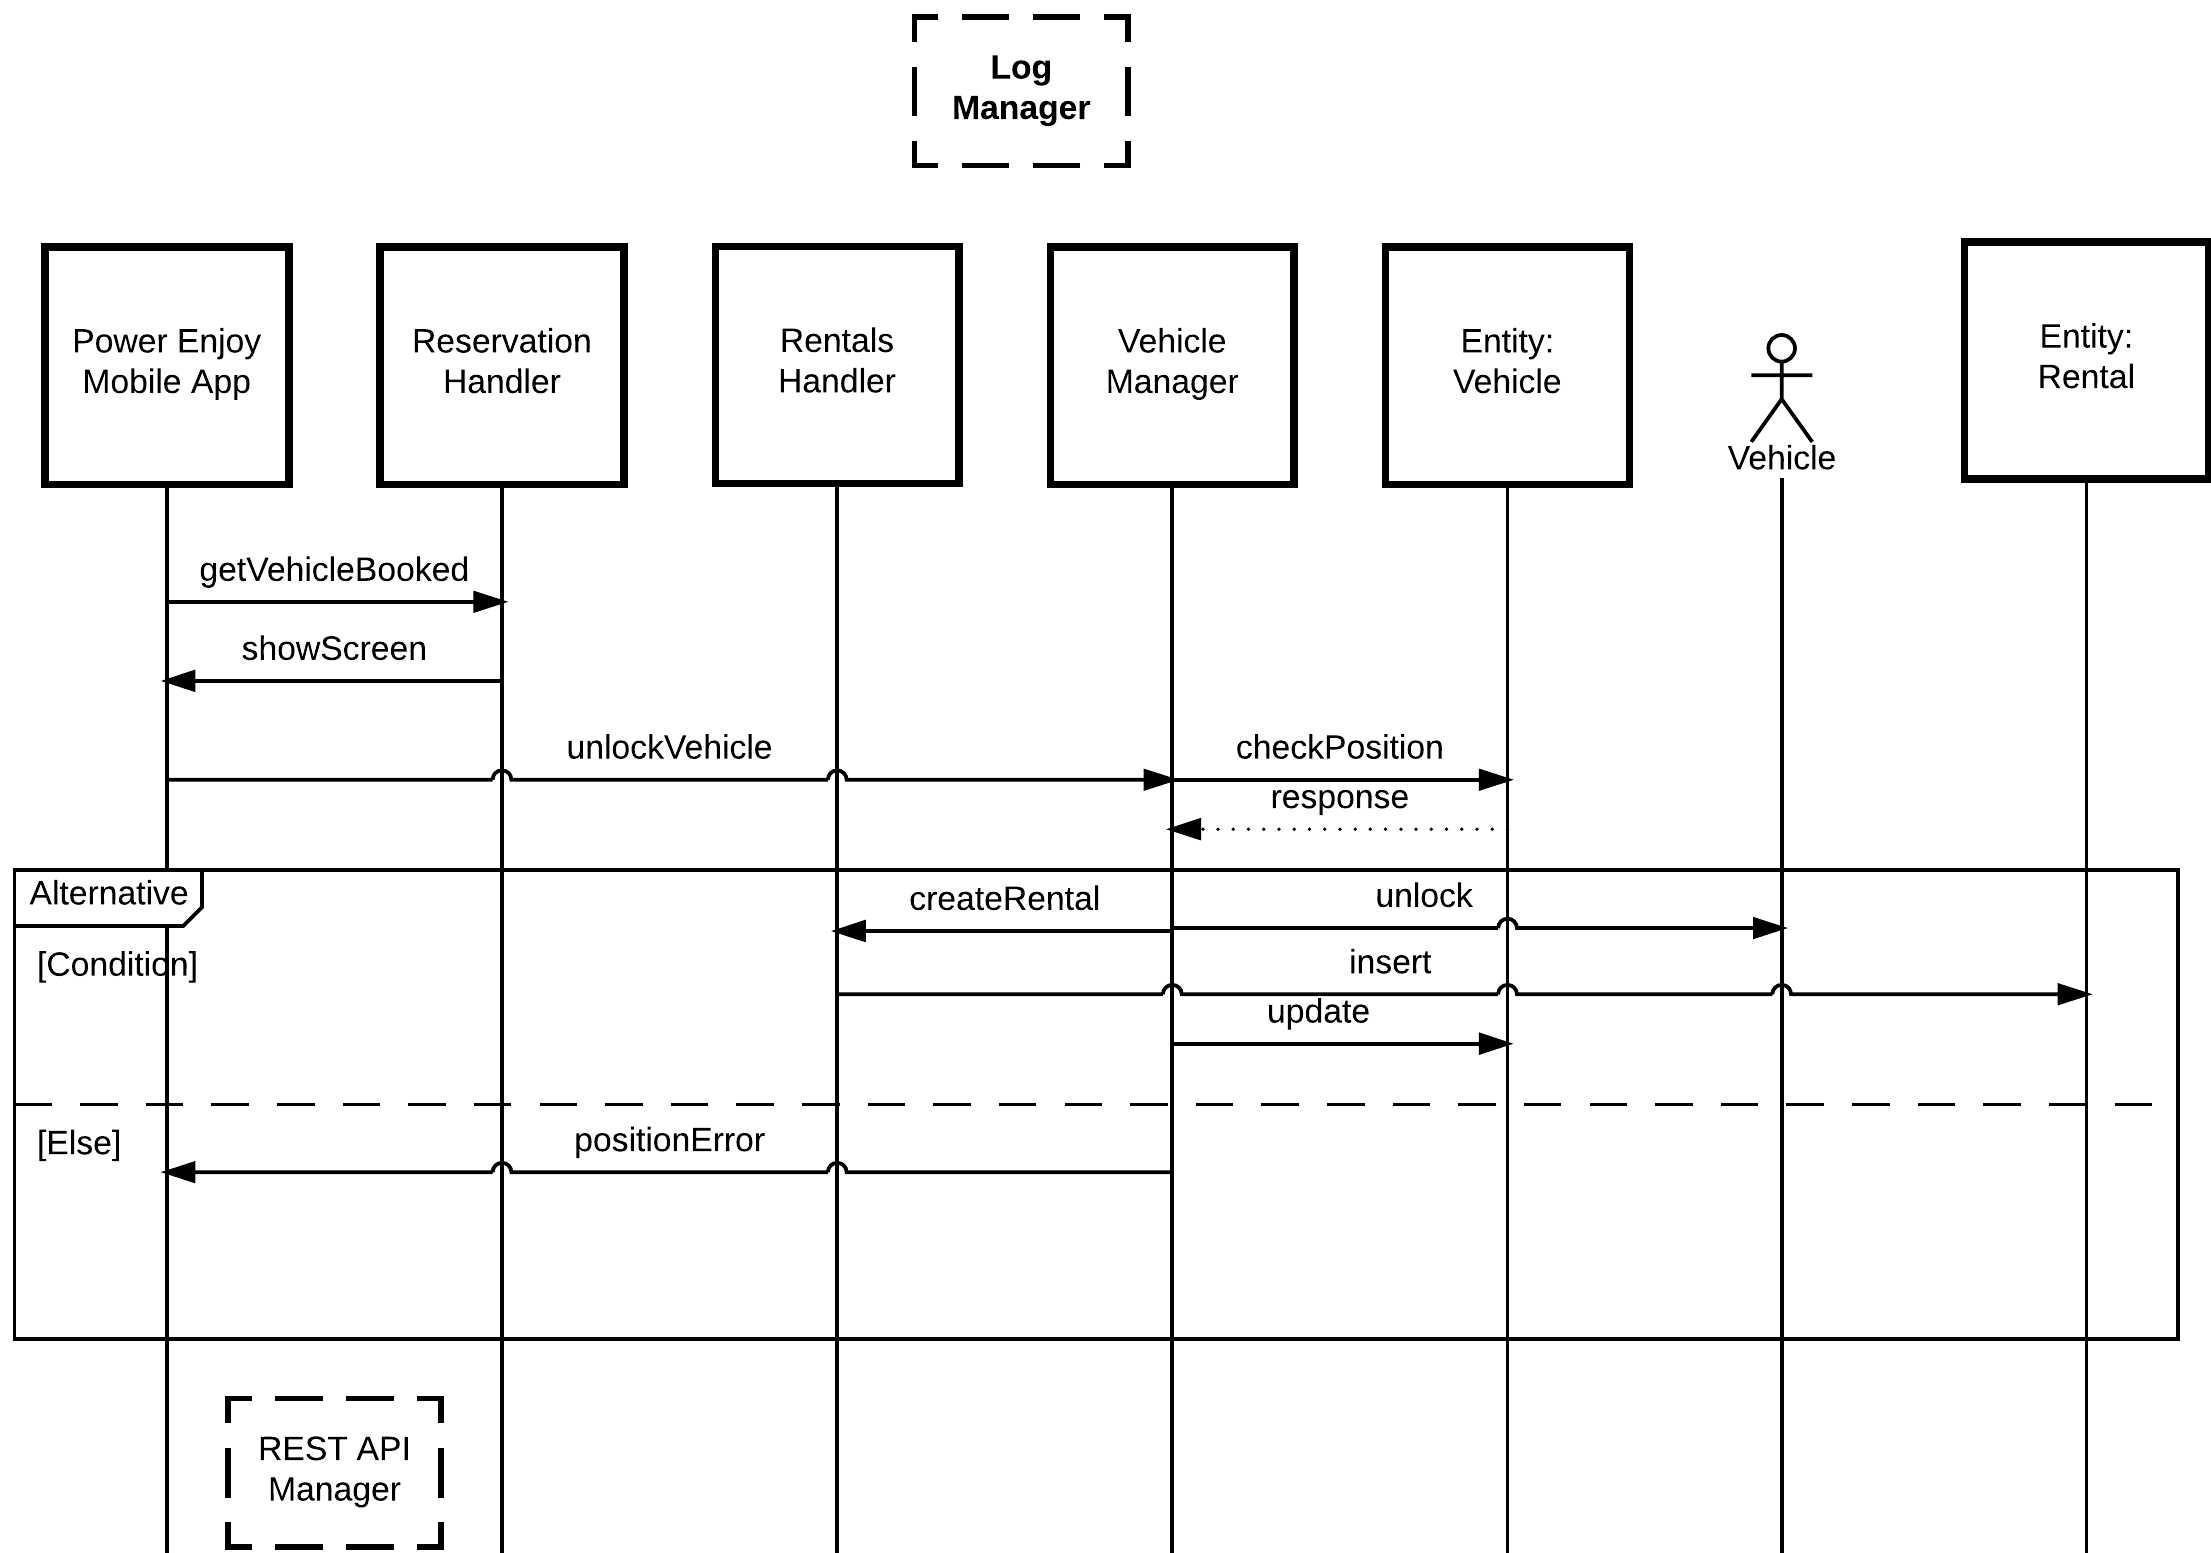 Log
Manager
Power Enjoy
Mobile App
Reservation
Handler
Rentals
Handler
Vehicle
Manager
Entity:
Vehicle
Vehicle
Entity:
Rental
getVehicleBooked
showScreen
unlockVehicle
checkPosition
response
Alternative
createRental
unlock
[Condition]
insert
update
[Else]
positionError
REST API
Manager